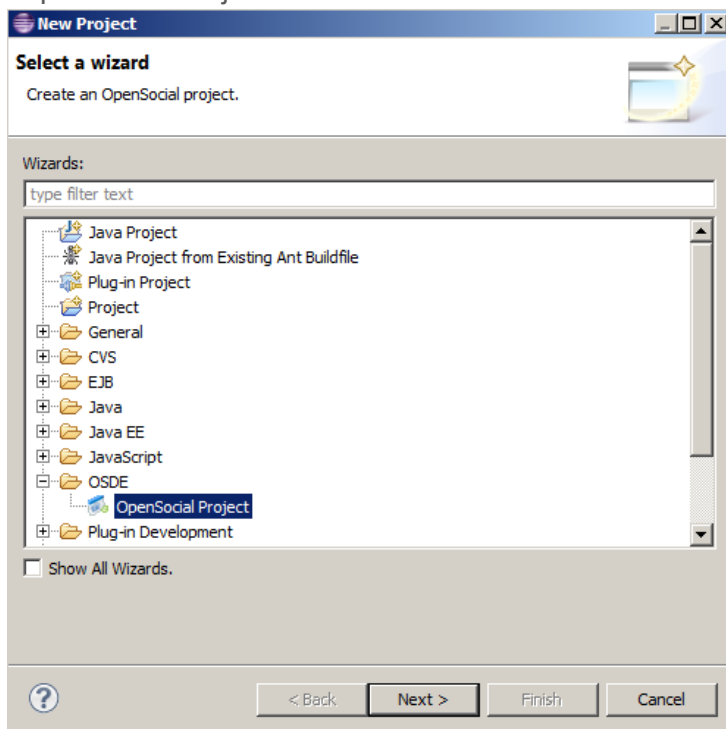 New Project
Select a wizard
Create an OpenSocial project.
Wizards:
type filter text
Java Project
Java Project from Existing Ant Buildfile
Plug-in Project
Project
General
CVS
EJB
Java
Java EE
JavaScript
OSDE
OpenSocial Project
Plug-in Development
Show All Wizards.
? < Back Next > Finish Cancel